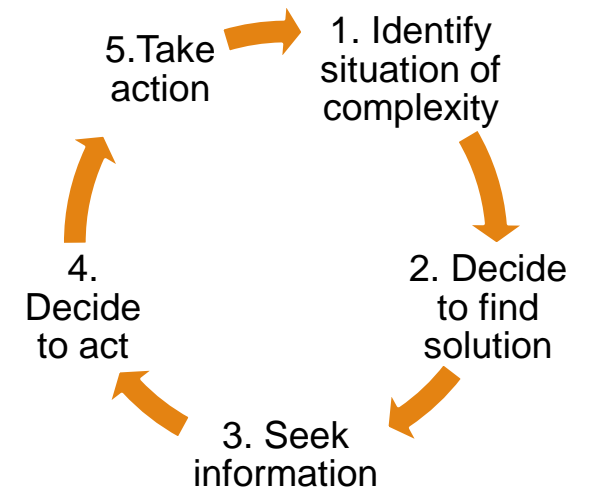 1. Identify
situation of
complexity
2. Decide
to find
solution
3. Seek
information
4.
Decide
to act
5.Take
action